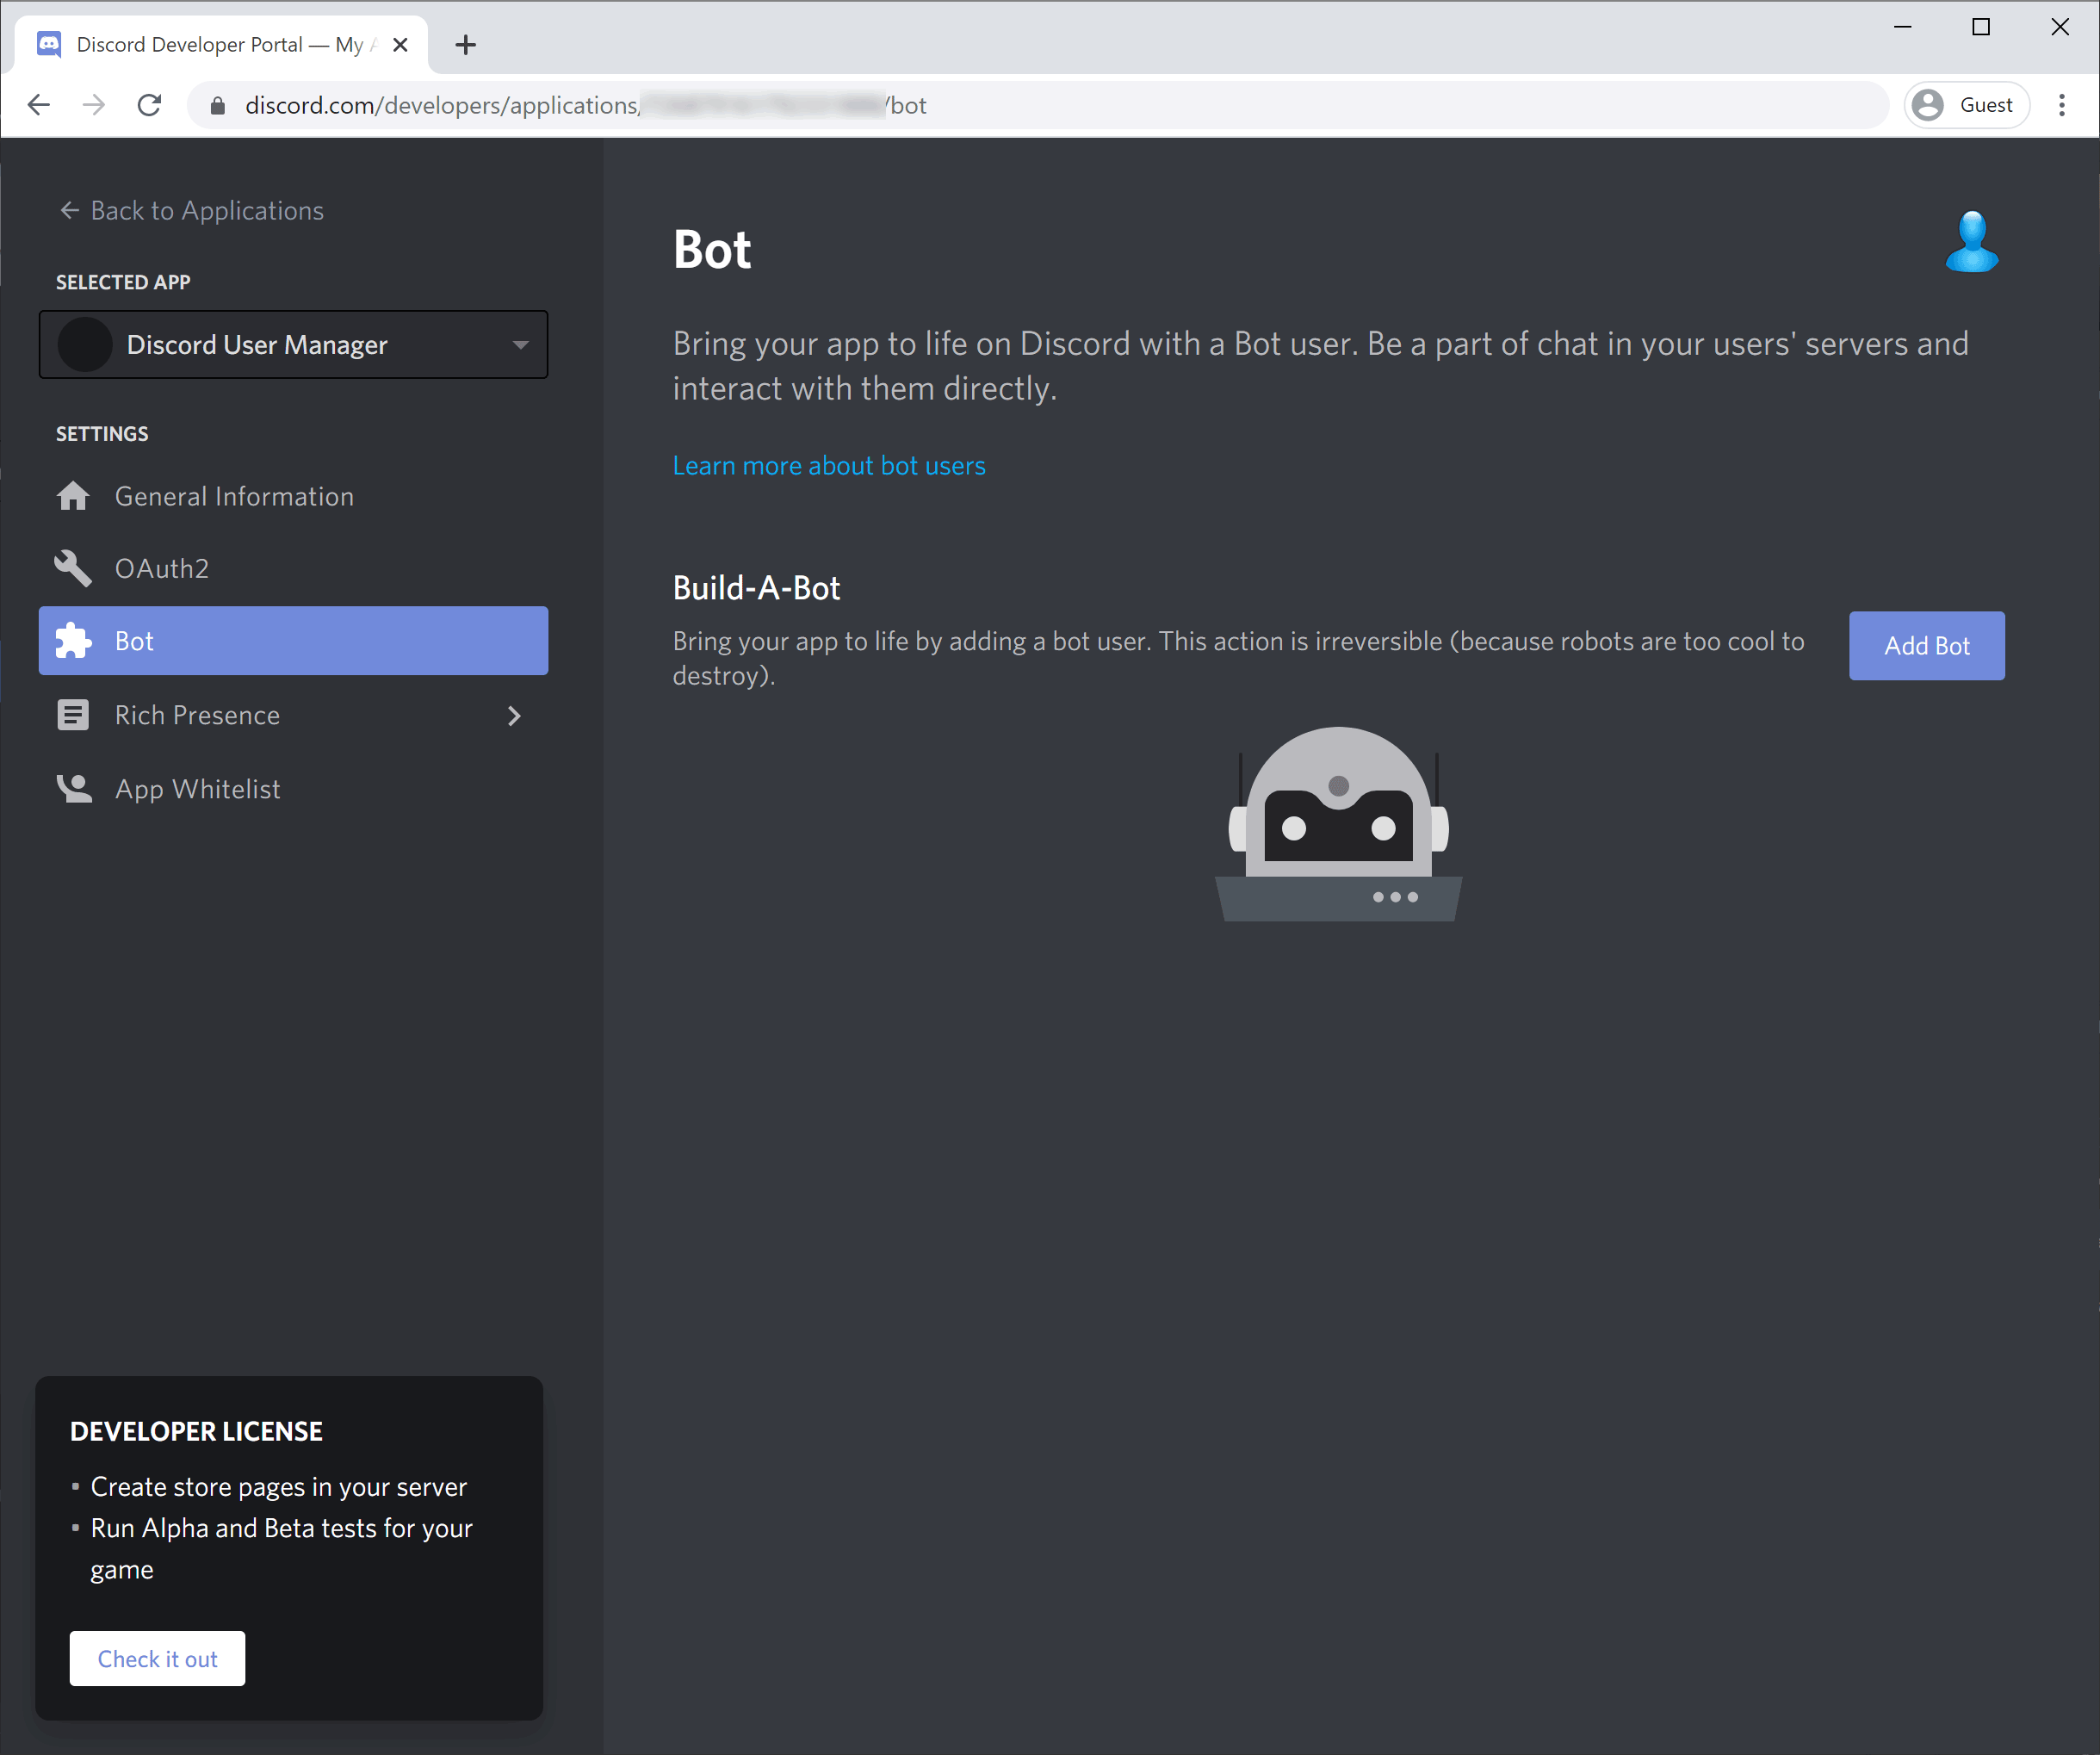 Discord Developer Portal — My
discord.com/developers/applications/ /bot
Guest
← Back to Applications
SELECTED APP
Discord User Manager
SETTINGS
General Information
OAuth2
Bot
Rich Presence
App Whitelist
DEVELOPER LICENSE
▪ Create store pages in your server
▪ Run Alpha and Beta tests for your
game
Check it out
Bot
Bring your app to life on Discord with a Bot user. Be a part of chat in your users' servers and
interact with them directly.
Learn more about bot users
Build-A-Bot
Bring your app to life by adding a bot user. This action is irreversible (because robots are too cool to
destroy).
Add Bot